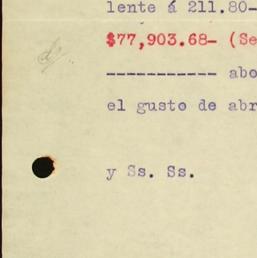 lente á 211.80-
$77,903.68- (Se
----------- abo
el gusto de abr
y Ss. Ss.